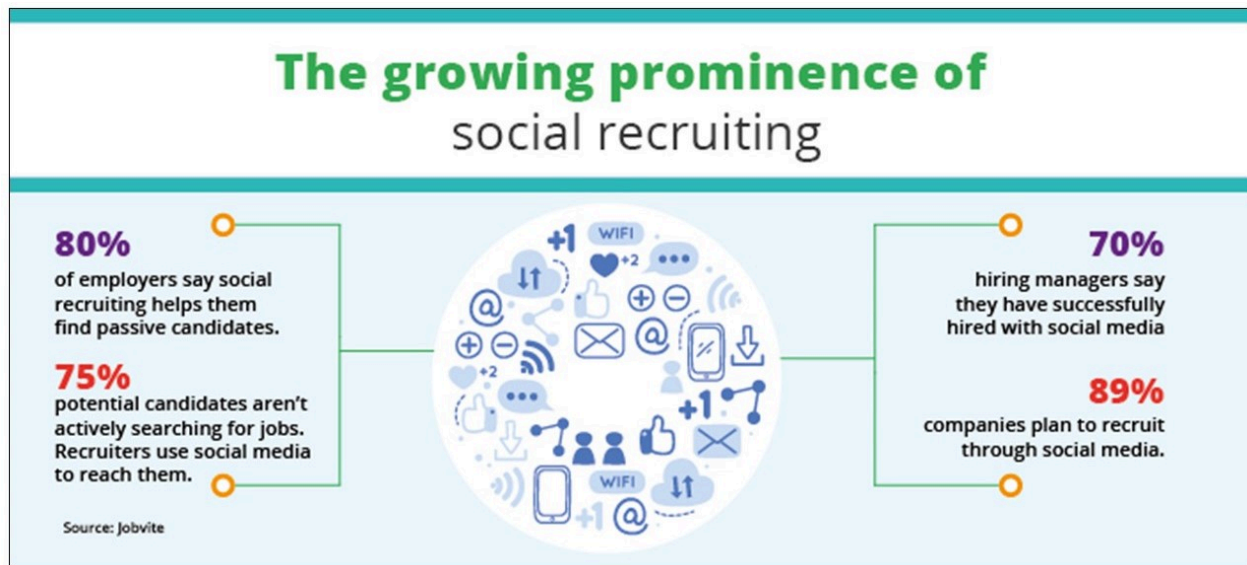 The growing prominence of
social recruiting
80%
of employers say social
recruiting helps them
find passive candidates.
75%
potential candidates aren't
actively searching for jobs.
Recruiters use social media
to reach them.
Source: Jobvite
+1
WIFI
+2
@
@
+2
+1
WIFI
+1
@
70%
hiring managers say
they have successfully
hired with social media
89%
companies plan to recruit
through social media.